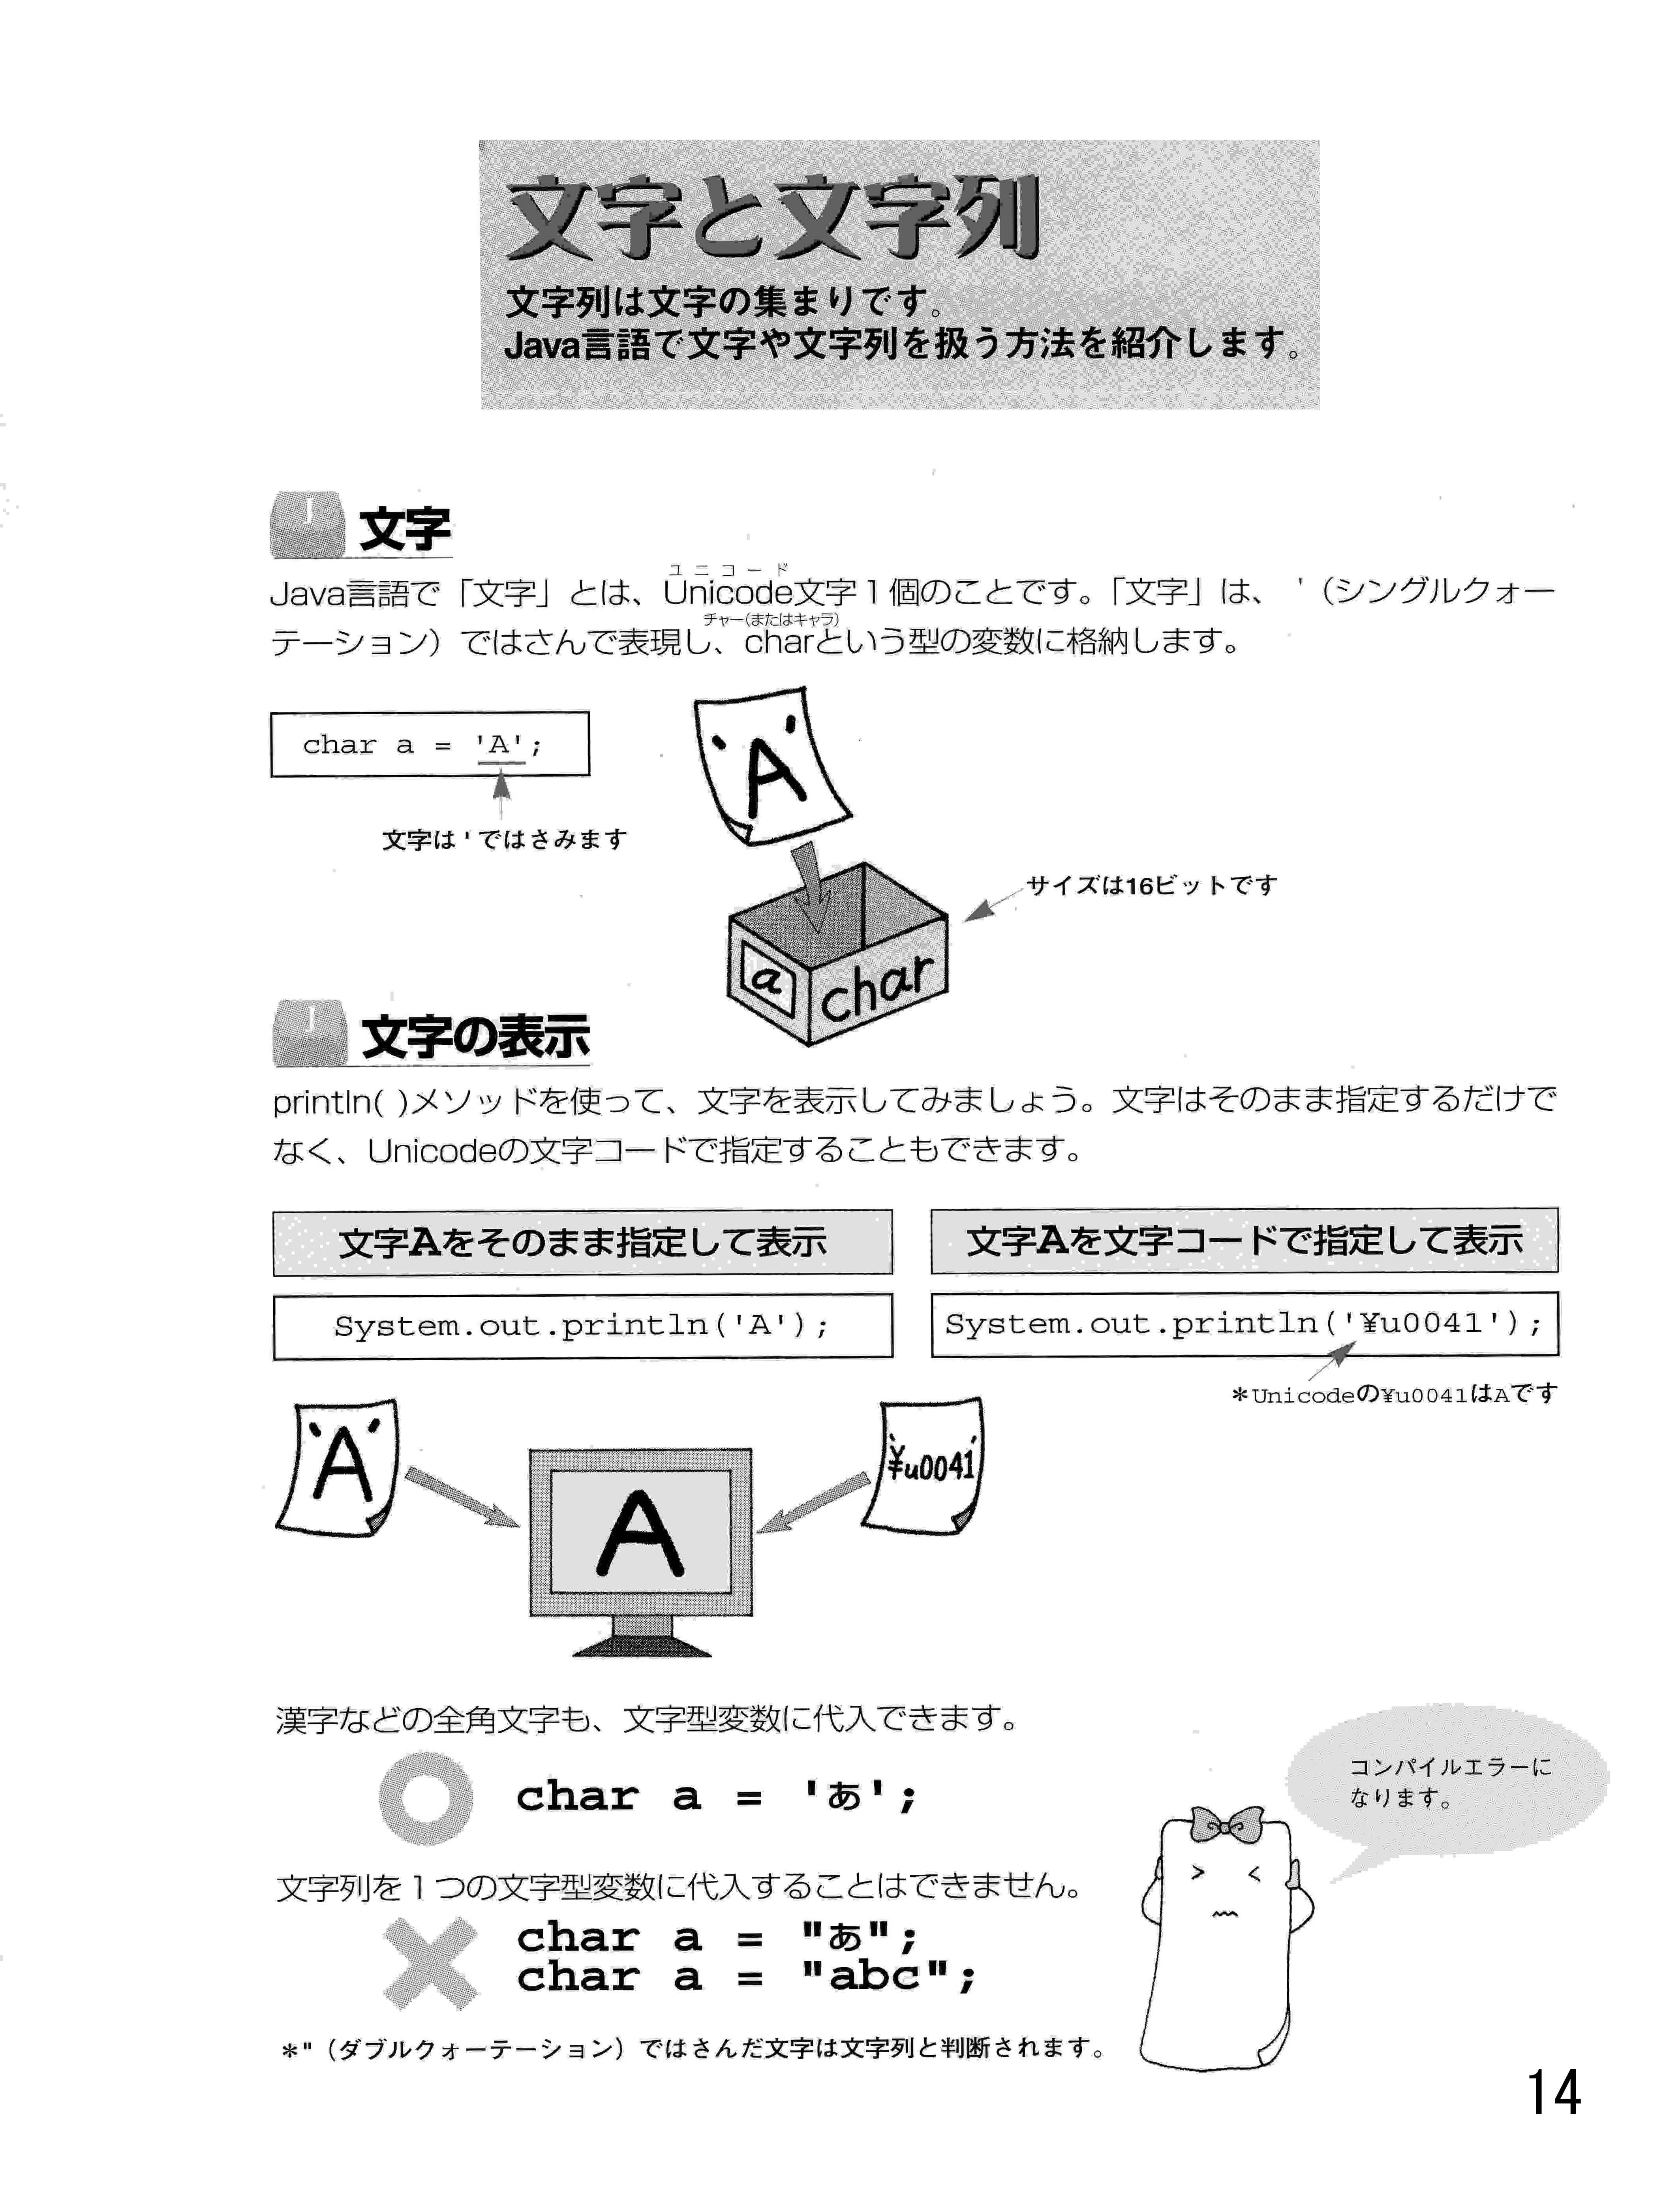 文字と文字列
文字列は文字の集まりです。
Java言語で文字や文字列を扱う方法を紹介します。
J
文字
ユニコード
Java言語で「文字」とは、Unicode文字1個のことです。「文字」は、'（シングルクォー
チャー(またはキャラ)
テーション）ではさんで表現し、charという型の変数に格納します。
char a = 'A';
文字は'ではさみます
'A'
サイズは16ビットです
a
char
J
文字の表示
println( )メソッドを使って、文字を表示してみましょう。文字はそのまま指定するだけで
なく、Unicodeの文字コードで指定することもできます。
文字Aをそのまま指定して表示
文字Aを文字コードで指定して表示
System.out.println('A');
System.out.println('¥u0041');
＊Unicodeの¥u0041はAです
'A'
'¥u0041'
A
漢字などの全角文字も、文字型変数に代入できます。
char a = 'あ';
コンパイルエラーに
なります。
文字列を1つの文字型変数に代入することはできません。
char a = "あ";
char a = "abc";
＊"（ダブルクォーテーション）ではさんだ文字は文字列と判断されます。
14